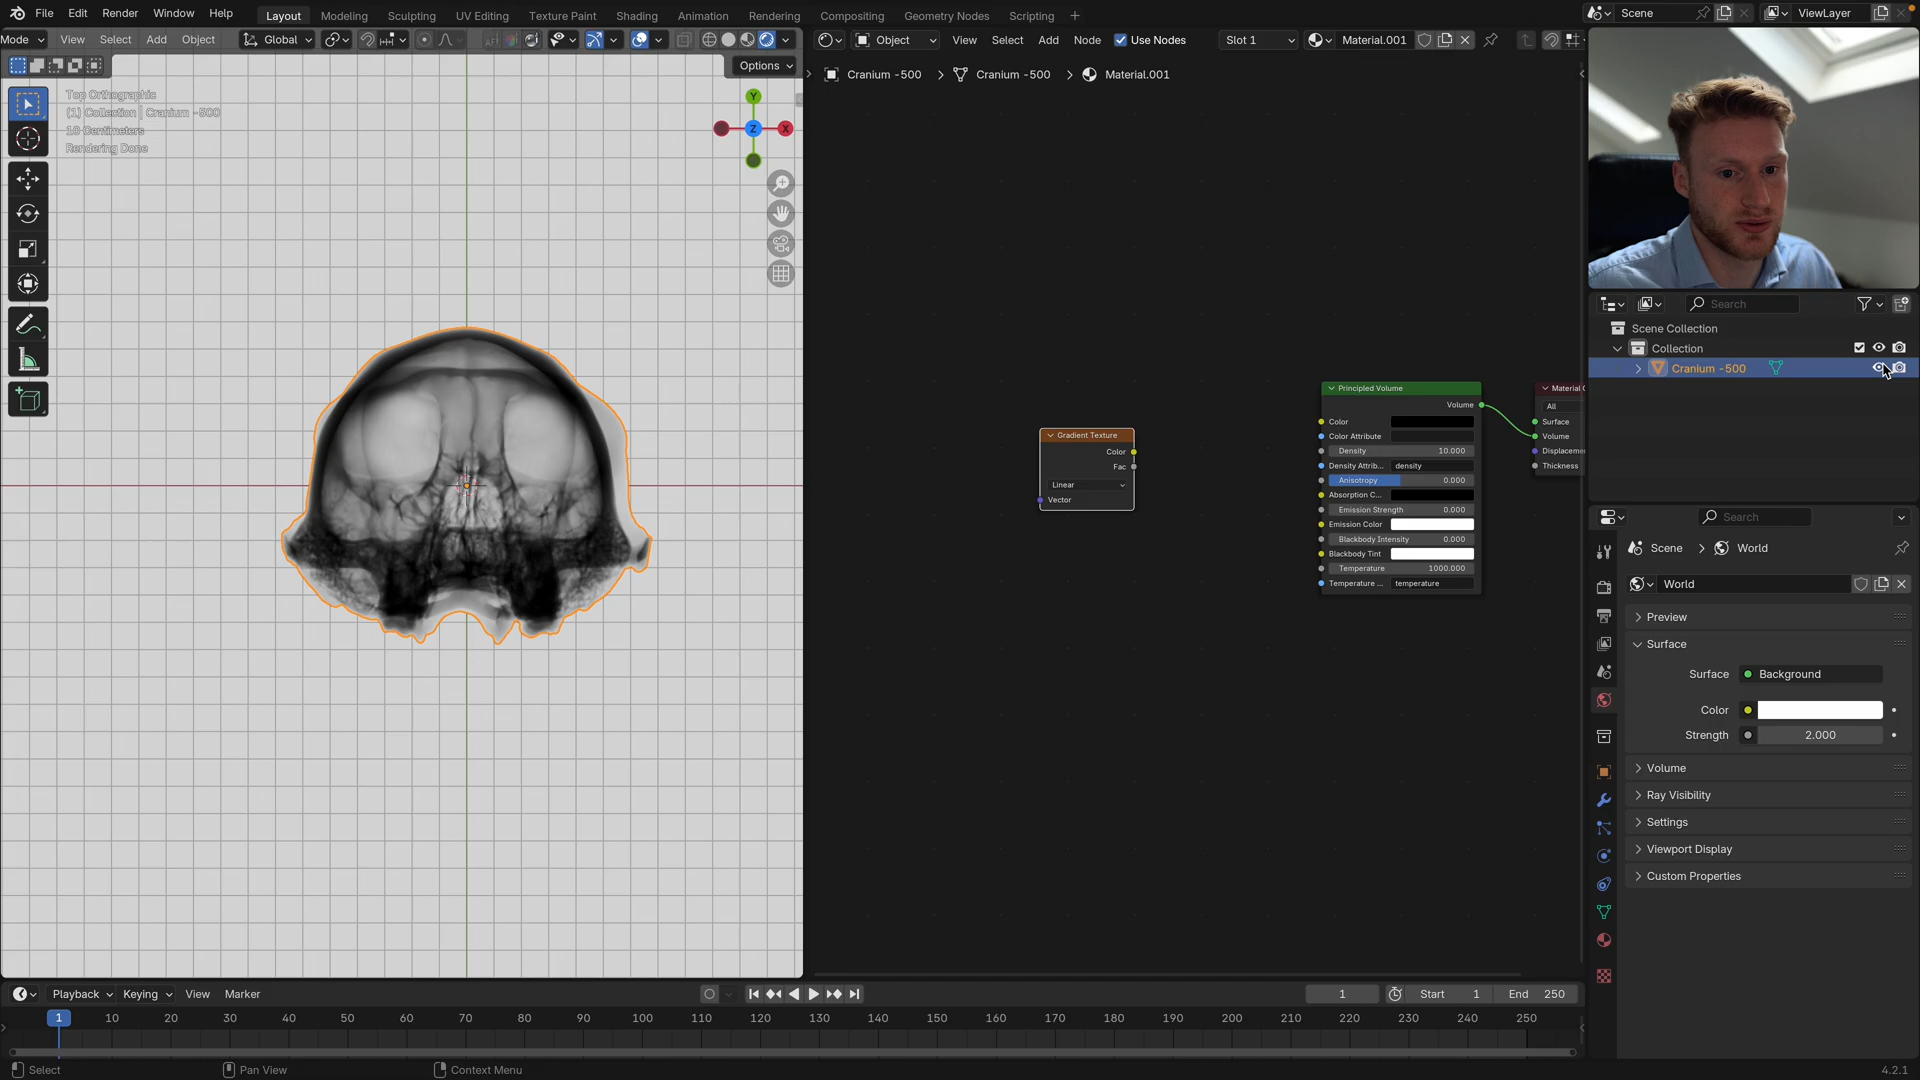 File Edit Render Window Help Layout Modeling Sculpting UV Editing Texture Paint Shading Animation Rendering Compositing Geometry Nodes Scripting + Scene ViewLayer
Mode View Select Add Object Global Object View Select Add Node Use Nodes Slot 1 Material.001
Options Cranium -500 Cranium -500 Material.001
Top Orthographic
(1) Collection | Cranium -500
10 Centimeters
Rendering Done
Y
Z X
Gradient Texture
Color
Fac
Linear
Vector
Principled Volume
Volume
Color
Color Attribute
Density 10.000
Density Attrib... density
Anisotropy 0.000
Absorption C...
Emission Strength 0.000
Emission Color
Blackbody Intensity 0.000
Blackbody Tint
Temperature 1000.000
Temperature ... temperature
Material O
All
Surface
Volume
Displaceme
Thickness
Search
Scene Collection
Collection
Cranium -500
Search
Scene World
World
Preview
Surface
Surface Background
Color
Strength 2.000
Volume
Ray Visibility
Settings
Viewport Display
Custom Properties
Playback Keying View Marker 1 Start 1 End 250
1 10 20 30 40 50 60 70 80 90 100 110 120 130 140 150 160 170 180 190 200 210 220 230 240 250
Select Pan View Context Menu 4.2.1